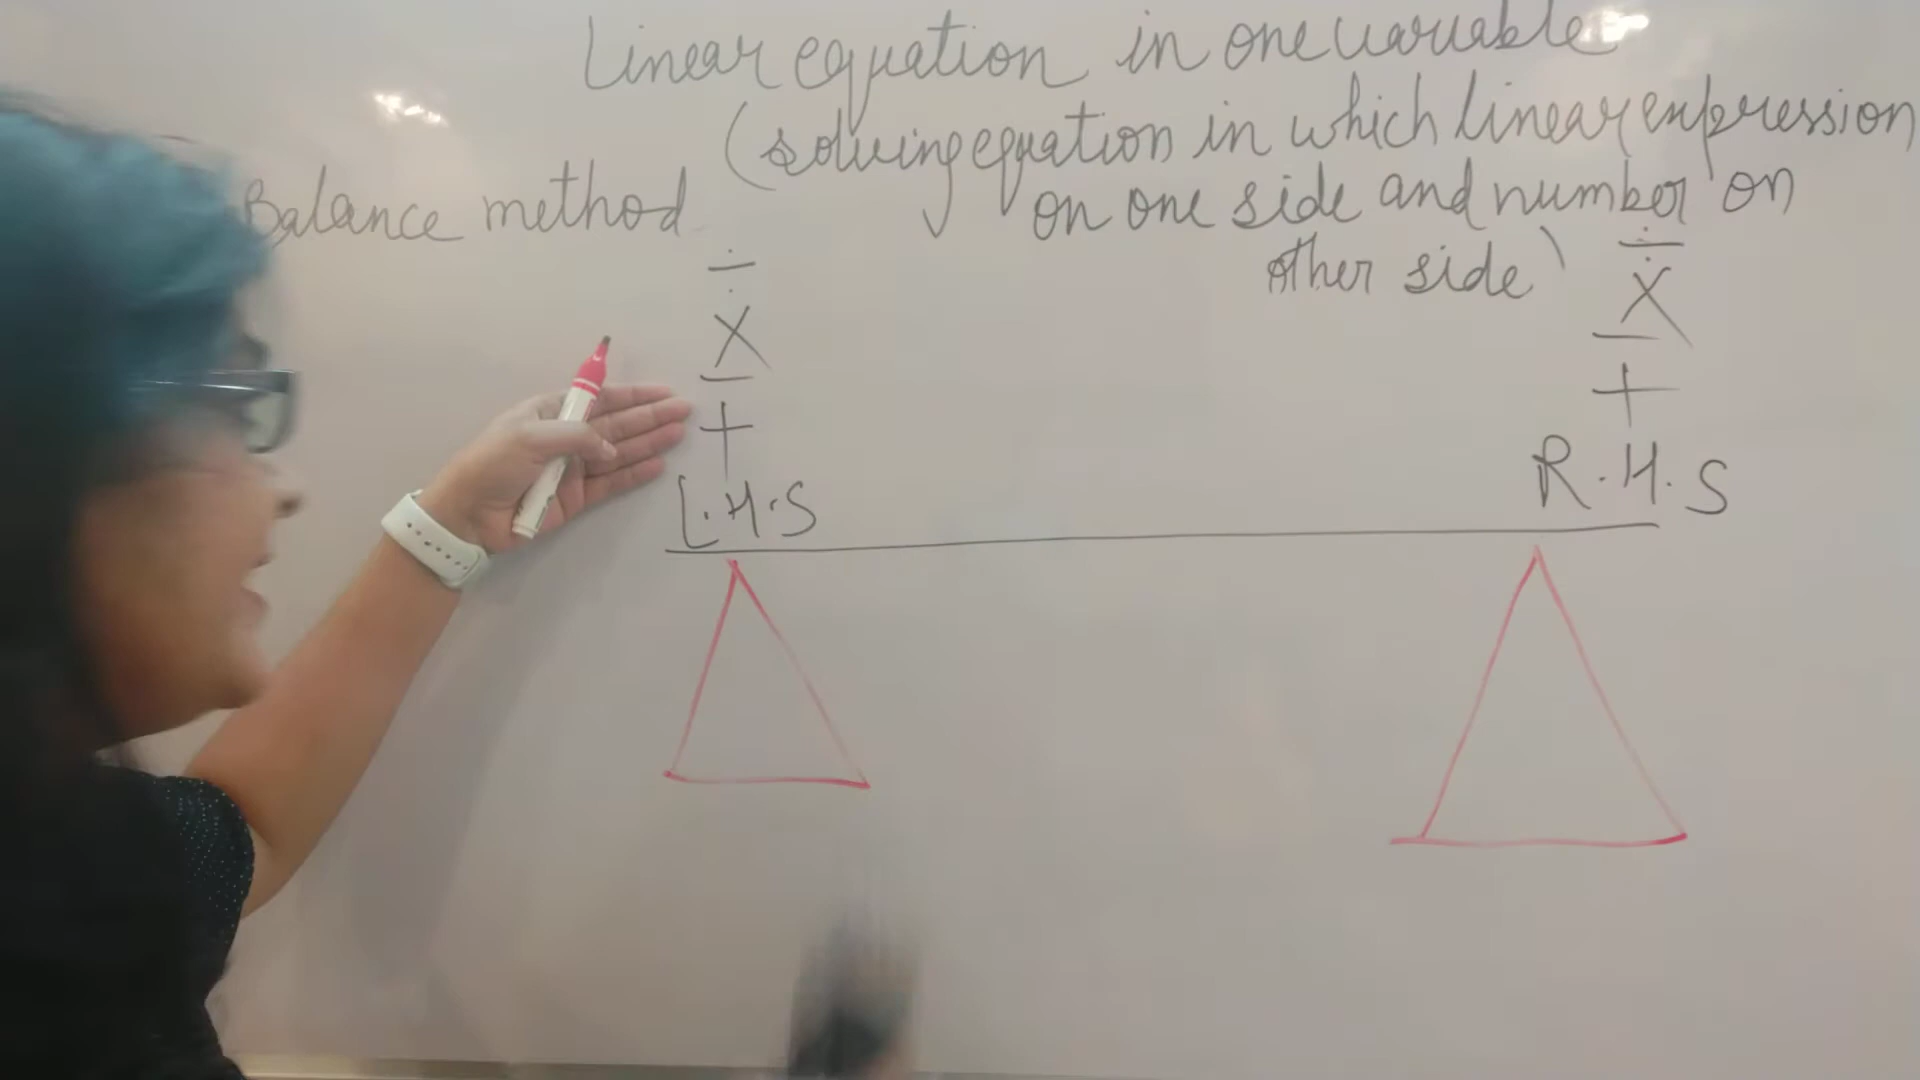 Linear equation in one variable
(solving equation in which linear expression
on one side and number on
other side)
Balance method
÷ ÷
X X
− −
+ +
L.H.S R.H.S